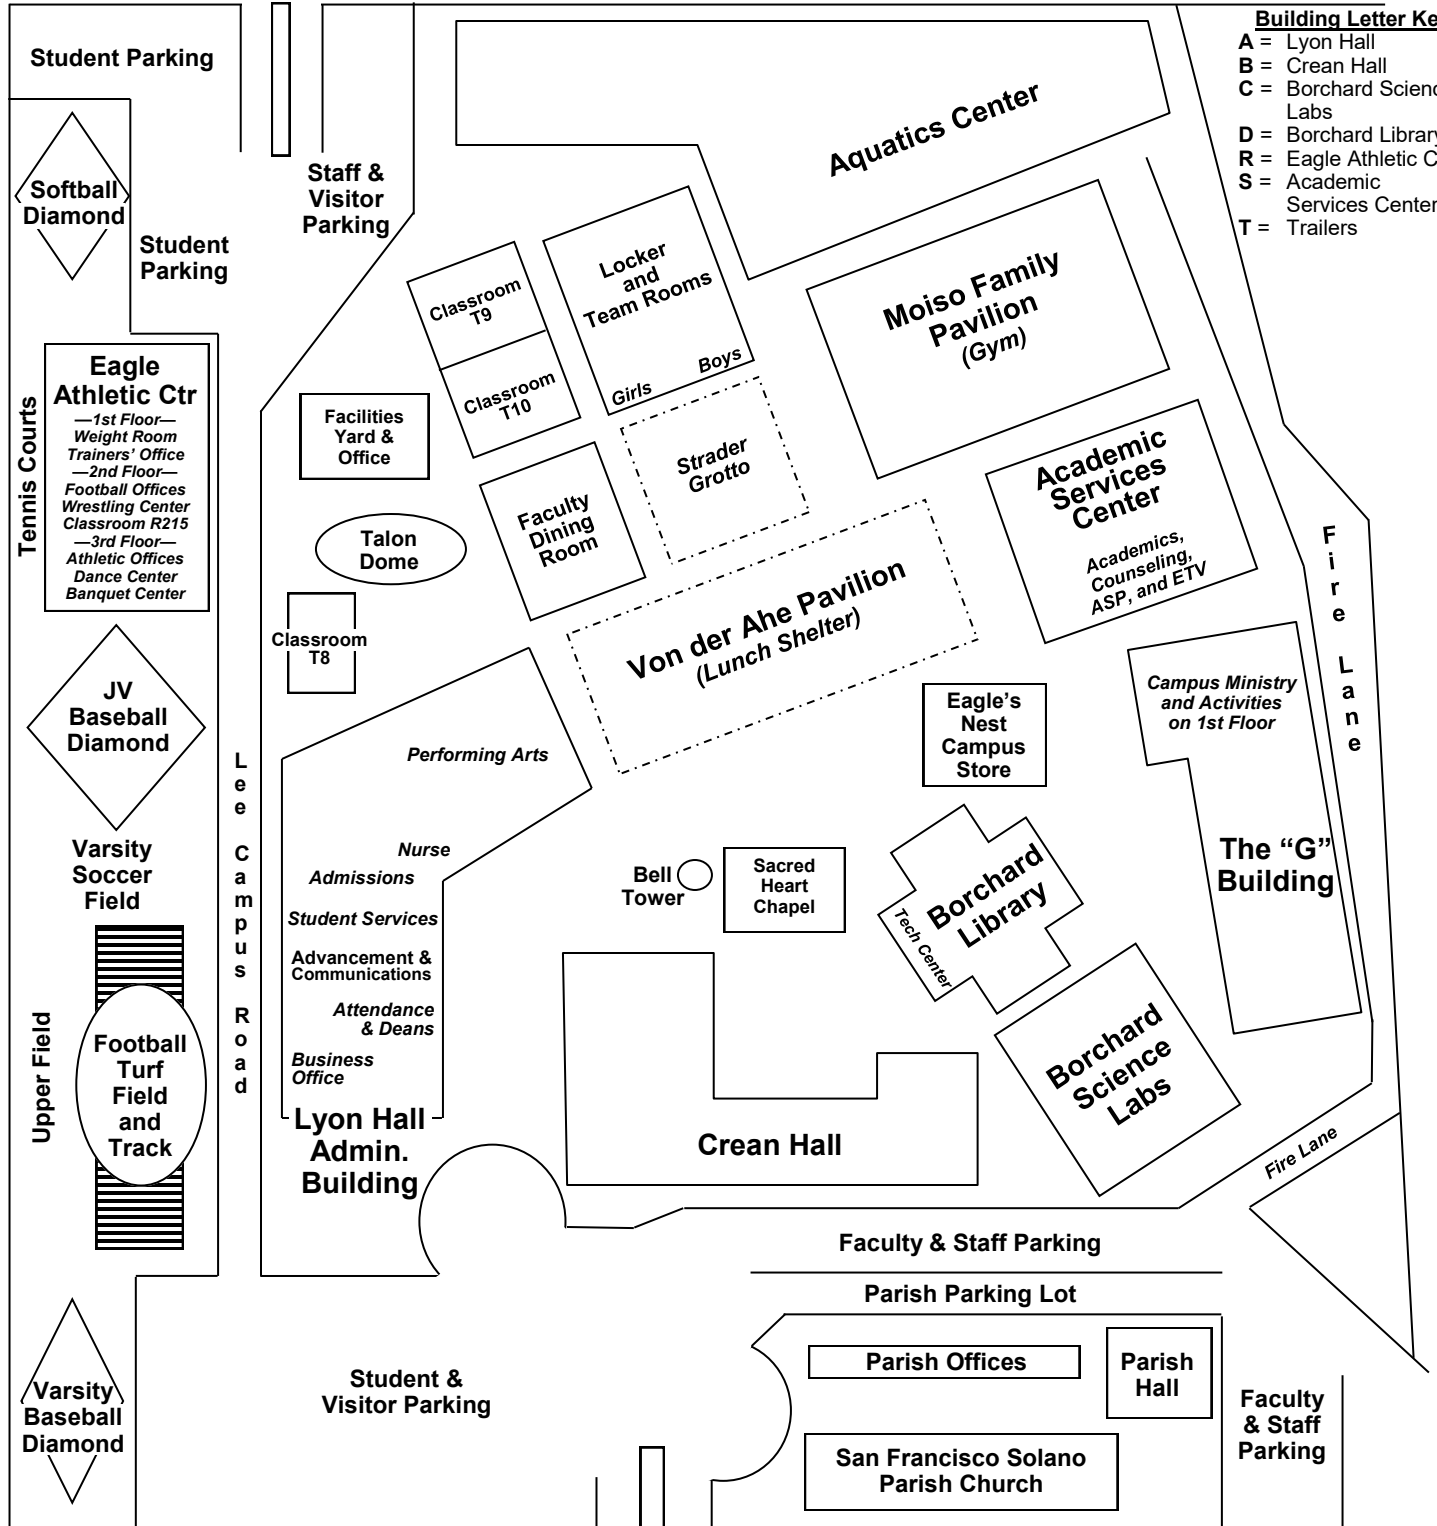 Building Letter Ke
A = Lyon Hall
B = Crean Hall
C = Borchard Scienc
Labs
D = Borchard Library
R = Eagle Athletic C
S = Academic
Services Center
T = Trailers
Student Parking
Softball
Diamond
Student
Parking
Staff &
Visitor
Parking
Aquatics Center
Classroom
T9
Classroom
T10
Locker
and
Team Rooms
Girls
Boys
Moiso Family
Pavilion
(Gym)
Tennis Courts
Eagle
Athletic Ctr
—1st Floor—
Weight Room
Trainers' Office
—2nd Floor—
Football Offices
Wrestling Center
Classroom R215
—3rd Floor—
Athletic Offices
Dance Center
Banquet Center
Facilities
Yard &
Office
Strader
Grotto
Academic
Services
Center
Academics,
Counseling,
ASP, and ETV
Faculty
Dining
Room
Talon
Dome
Fire Lane
Classroom
T8
Von der Ahe Pavilion
(Lunch Shelter)
JV
Baseball
Diamond
Lee Campus Road
Performing Arts
Eagle's
Nest
Campus
Store
Campus Ministry
and Activities
on 1st Floor
The “G”
Building
Varsity
Soccer
Field
Nurse
Admissions
Student Services
Advancement &
Communications
Attendance
& Deans
Business
Office
Lyon Hall
Admin.
Building
Bell
Tower
Sacred
Heart
Chapel
Borchard
Library
Tech Center
Borchard
Science
Labs
Upper Field
Football
Turf
Field
and
Track
Crean Hall
Fire Lane
Faculty & Staff Parking
Parish Parking Lot
Varsity
Baseball
Diamond
Student &
Visitor Parking
Parish Offices
Parish
Hall
San Francisco Solano
Parish Church
Faculty
& Staff
Parking